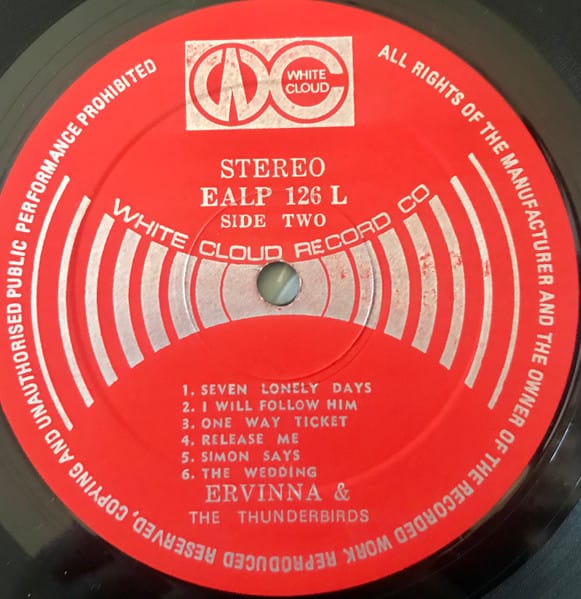 WHITE
CLOUD
STEREO
EALP 126 L
SIDE TWO
WHITE CLOUD RECORD CO
1. SEVEN LONELY DAYS
2. I WILL FOLLOW HIM
3. ONE WAY TICKET
4. RELEASE ME
5. SIMON SAYS
6. THE WEDDING
ERVINNA &
THE THUNDERBIRDS
ALL RIGHTS OF THE MANUFACTURER AND THE OWNER OF THE RECORDED WORK REPRODUCED RESERVED, COPYING AND UNAUTHORISED PUBLIC PERFORMANCE PROHIBITED